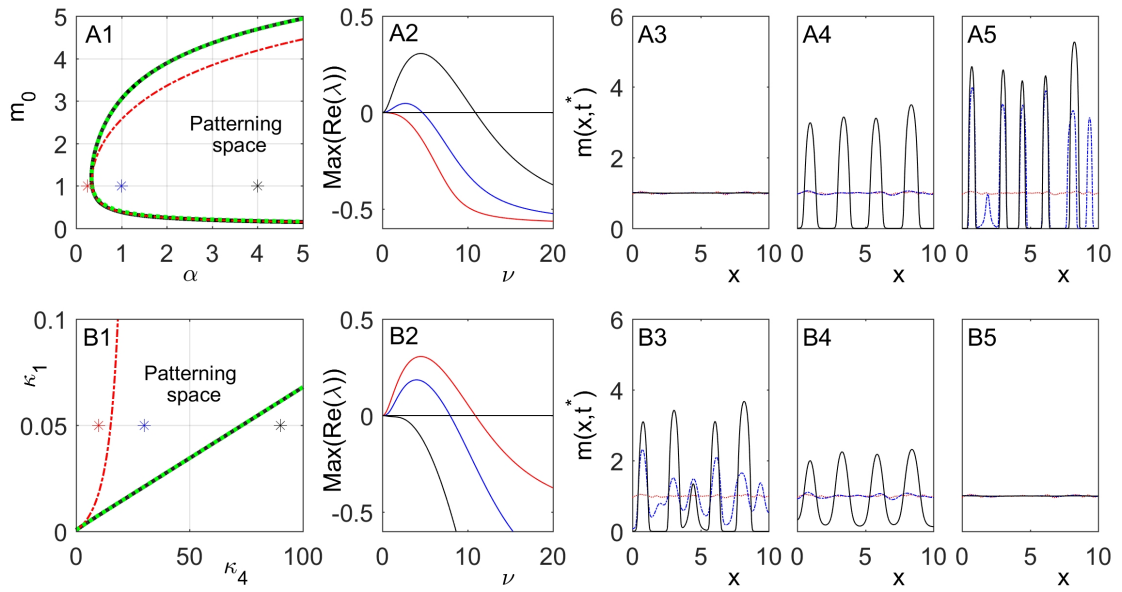 A1
5
4
3
2
1
0
m0
Patterning
space
0 1 2 3 4 5
α
A2
0.5
0
-0.5
Max(Re(λ))
0 10 20
ν
A3
6
4
2
0
m(x,t*)
0 5 10
x
A4
0 5 10
x
A5
0 5 10
x
B1
0.1
0.05
0
κ1
Patterning
space
0 50 100
κ4
B2
0.5
0
-0.5
Max(Re(λ))
0 10 20
ν
B3
6
4
2
0
m(x,t*)
0 5 10
x
B4
0 5 10
x
B5
0 5 10
x